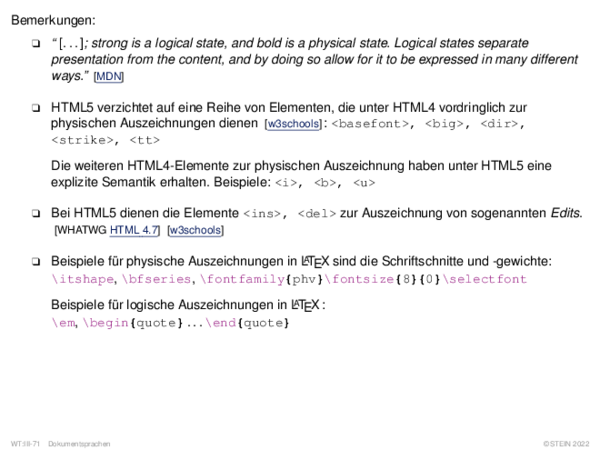 Bemerkungen:
❑ “ [. . . ]; strong is a logical state, and bold is a physical state. Logical states separate
presentation from the content, and by doing so allow for it to be expressed in many different
ways.” [MDN]
❑ HTML5 verzichtet auf eine Reihe von Elementen, die unter HTML4 vordringlich zur
physischen Auszeichnungen dienen [w3schools]: <basefont>, <big>, <dir>,
<strike>, <tt>
Die weiteren HTML4-Elemente zur physischen Auszeichnung haben unter HTML5 eine
explizite Semantik erhalten. Beispiele: <i>, <b>, <u>
❑ Bei HTML5 dienen die Elemente <ins>, <del> zur Auszeichnung von sogenannten Edits.
[WHATWG HTML 4.7] [w3schools]
❑ Beispiele für physische Auszeichnungen in LATEX sind die Schriftschnitte und -gewichte:
\itshape, \bfseries, \fontfamily{phv}\fontsize{8}{0}\selectfont
Beispiele für logische Auszeichnungen in LATEX :
\em, \begin{quote} ...\end{quote}
WT:III-71 Dokumentsprachen ©STEIN 2022